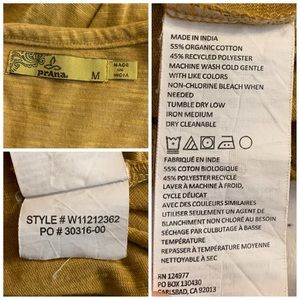 prAna
M
MADE
IN
INDIA
STYLE # W11212362
PO # 30316-00
MADE IN INDIA
55% ORGANIC COTTON
45% RECYCLED POLYESTER
MACHINE WASH COLD GENTLE
WITH LIKE COLORS
NON-CHLORINE BLEACH WHEN
NEEDED
TUMBLE DRY LOW
IRON MEDIUM
DRY CLEANABLE
FABRIQUÉ EN INDE
55% COTON BIOLOGIQUE
45% POLYESTER RECYCLÉ
LAVER À MACHINE À FROID,
CYCLE DÉLICAT
AVEC DES COULEURS SIMILAIRES
UTILISER AU BESOIN UN AGENT DE
BLANCHIMENT NON CHLORÉ AU BESOIN
SÉCHAGE PAR CULBUTAGE À BASSE
TEMPÉRATURE
REPASSER À TEMPÉRATURE MOYENNE
NETTOYABLE À SEC
RN 124977
PO BOX 130430
CARLSBAD, CA 92013